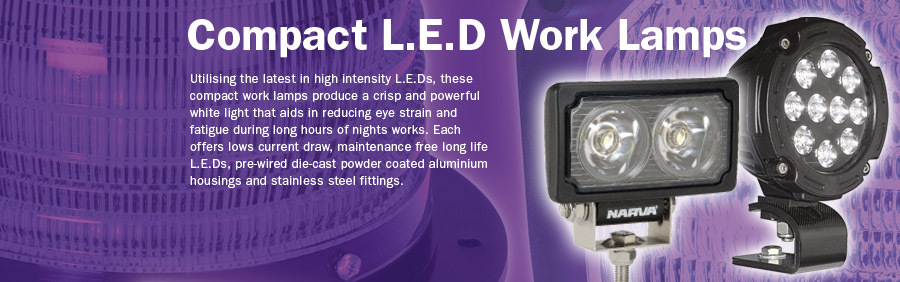 Compact L.E.D Work Lamps
Utilising the latest in high intensity L.E.Ds, these
compact work lamps produce a crisp and powerful
white light that aids in reducing eye strain and
fatigue during long hours of nights works. Each
offers lows current draw, maintenance free long life
L.E.Ds, pre-wired die-cast powder coated aluminium
housings and stainless steel fittings.
NARVA